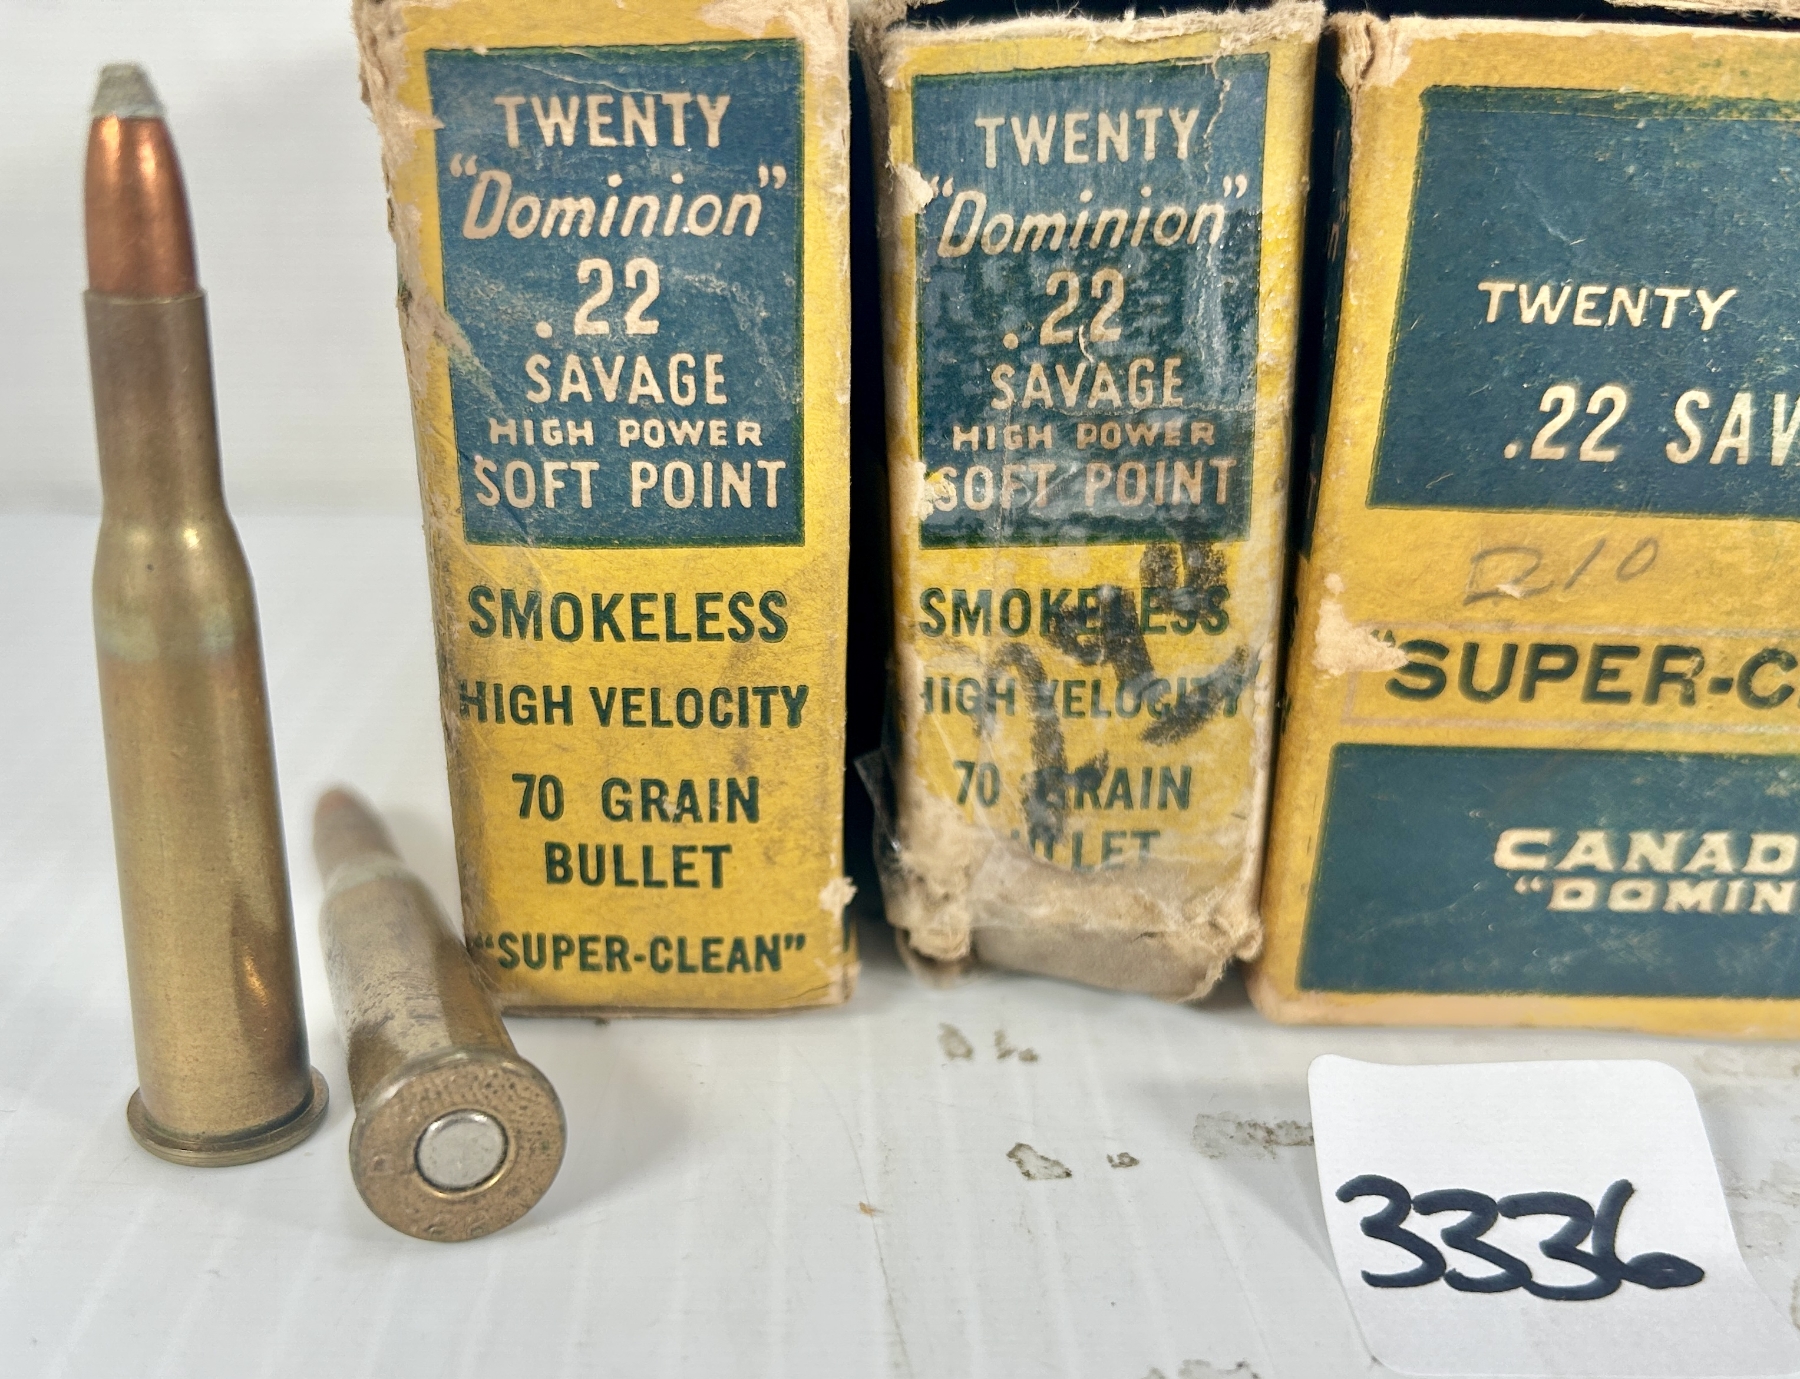 TWENTY
"Dominion"
.22
SAVAGE
HIGH POWER
SOFT POINT
SMOKELESS
HIGH VELOCITY
70 GRAIN
BULLET
"SUPER-CLEAN"
TWENTY
"Dominion"
.22
SAVAGE
HIGH POWER
SOFT POINT
SMOKELESS
HIGH VELOCITY
70 GRAIN
TWENTY
.22 SAV
"SUPER-C
CANAD
"DOMIN
3336